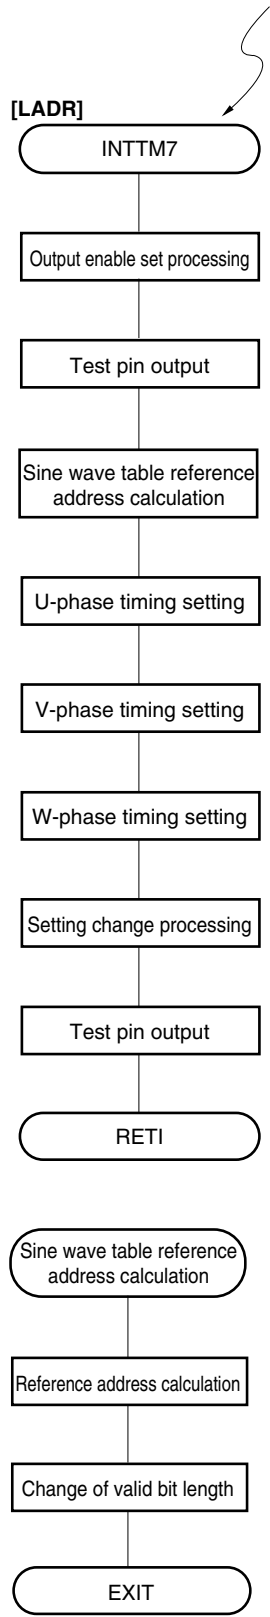 [LADR]
INTTM7
Output enable set processing
Test pin output
Sine wave table reference
address calculation
U-phase timing setting
V-phase timing setting
W-phase timing setting
Setting change processing
Test pin output
RETI
Sine wave table reference
address calculation
Reference address calculation
Change of valid bit length
EXIT